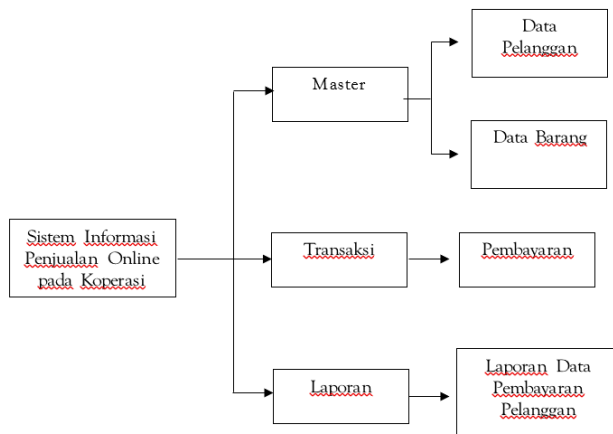 Data
Pelanggan
Master
Data Barang
Sistem Informasi
Penjualan Online
pada Koperasi
Transaksi
Pembayaran
Laporan
Laporan Data
Pembayaran
Pelanggan